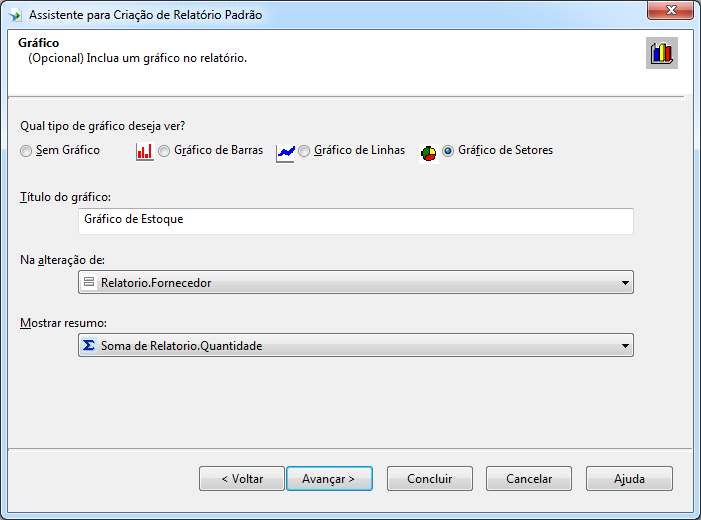 Assistente para Criação de Relatório Padrão
Gráfico
(Opcional) Inclua um gráfico no relatório.
Qual tipo de gráfico deseja ver?
Sem Gráfico Gráfico de Barras Gráfico de Linhas Gráfico de Setores
Título do gráfico:
Gráfico de Estoque
Na alteração de:
Relatorio.Fornecedor
Mostrar resumo:
Soma de Relatorio.Quantidade
< Voltar Avançar > Concluir Cancelar Ajuda